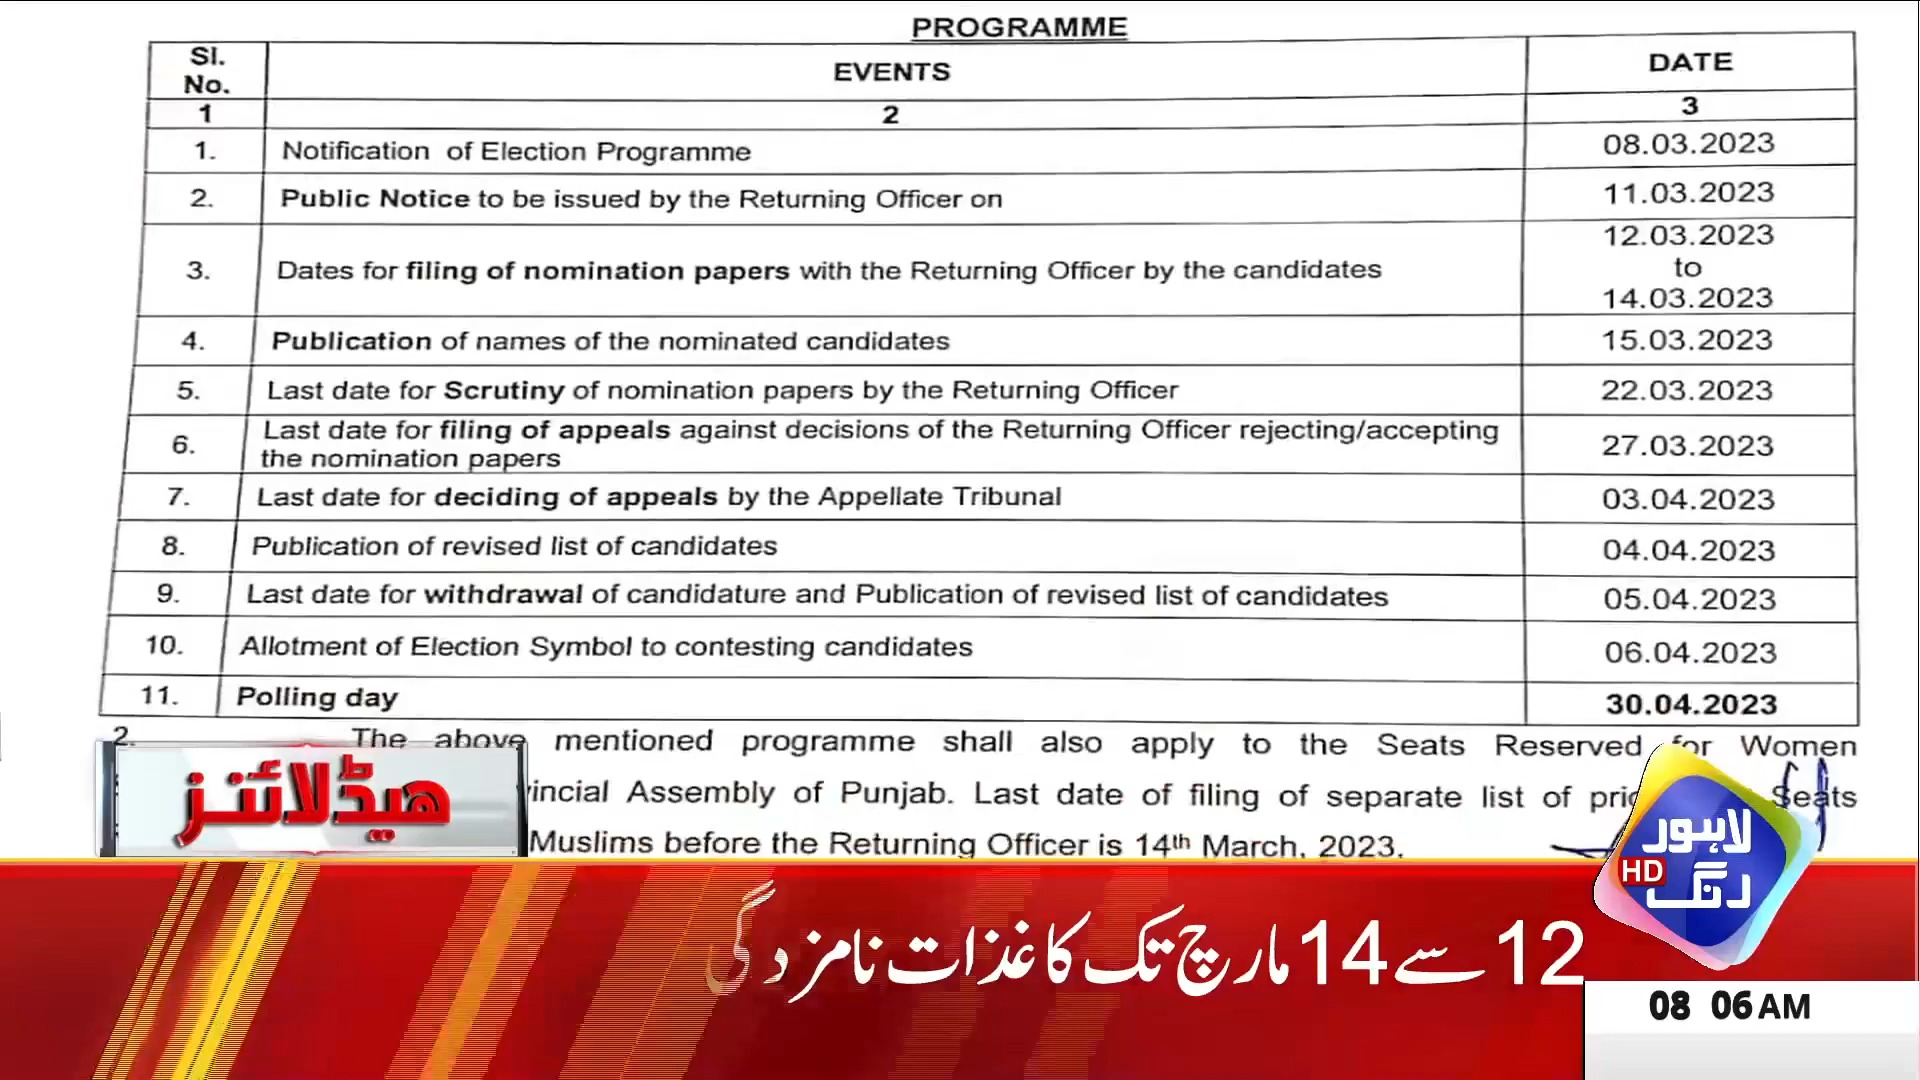 PROGRAMME
Sl. No. EVENTS DATE
1 2 3
1. Notification of Election Programme 08.03.2023
2. Public Notice to be issued by the Returning Officer on 11.03.2023
3. Dates for filing of nomination papers with the Returning Officer by the candidates 12.03.2023 to 14.03.2023
4. Publication of names of the nominated candidates 15.03.2023
5. Last date for Scrutiny of nomination papers by the Returning Officer 22.03.2023
6. Last date for filing of appeals against decisions of the Returning Officer rejecting/accepting the nomination papers 27.03.2023
7. Last date for deciding of appeals by the Appellate Tribunal 03.04.2023
8. Publication of revised list of candidates 04.04.2023
9. Last date for withdrawal of candidature and Publication of revised list of candidates 05.04.2023
10. Allotment of Election Symbol to contesting candidates 06.04.2023
11. Polling day 30.04.2023
2. The above mentioned programme shall also apply to the Seats Reserved for Women
Assembly of Punjab. Last date of filing of separate list of Seats
Muslims before the Returning Officer is 14th March, 2023.
ہیڈلائنز
لاہور
HD رنگ
12 سے 14 مارچ تک کاغذات نامزدگی
08 06 AM